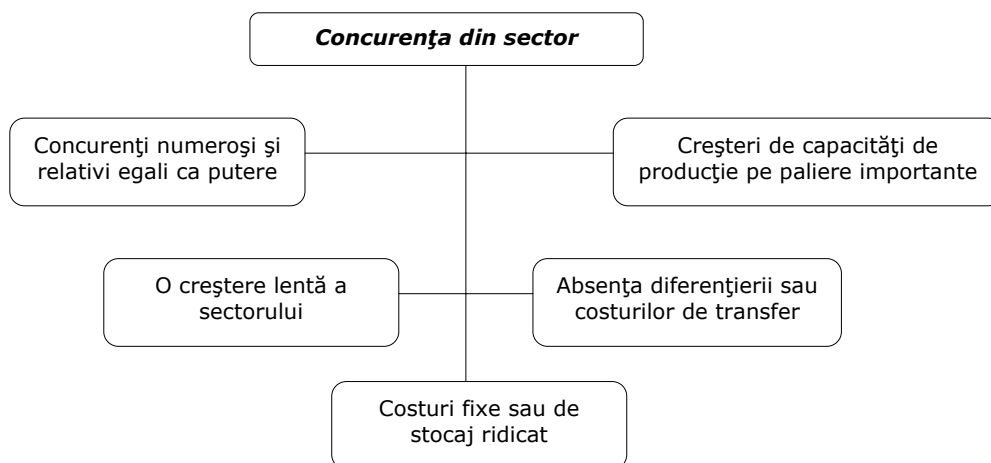 Concurenţa din sector
Concurenţi numeroşi şi
relativi egali ca putere
Creşteri de capacităţi de
producţie pe paliere importante
O creştere lentă a
sectorului
Absenţa diferenţierii sau
costurilor de transfer
Costuri fixe sau de
stocaj ridicat